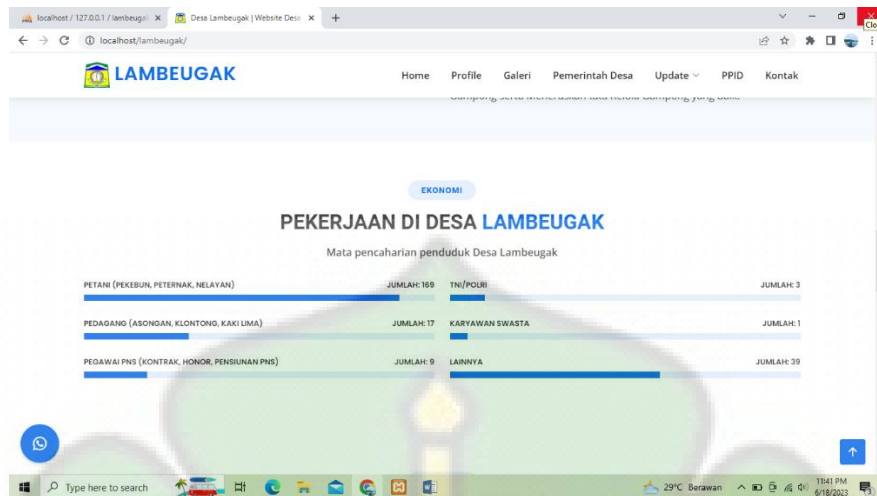 localhost / 127.0.0.1 / lambeugak
Desa Lambeugak | Website Desa
Clo
localhost/lambeugak/
LAMBEUGAK
Home Profile Galeri Pemerintah Desa Update PPID Kontak
EKONOMI
PEKERJAAN DI DESA LAMBEUGAK
Mata pencaharian penduduk Desa Lambeugak
PETANI (PEKEBUN, PETERNAK, NELAYAN) JUMLAH: 169
TNI/POLRI JUMLAH: 3
PEDAGANG (ASONGAN, KLONTONG, KAKI LIMA) JUMLAH: 17
KARYAWAN SWASTA JUMLAH: 1
PEGAWAI PNS (KONTRAK, HONOR, PENSIUNAN PNS) JUMLAH: 9
LAINNYA JUMLAH: 39
Type here to search
29°C Berawan
11:41 PM
6/18/2023